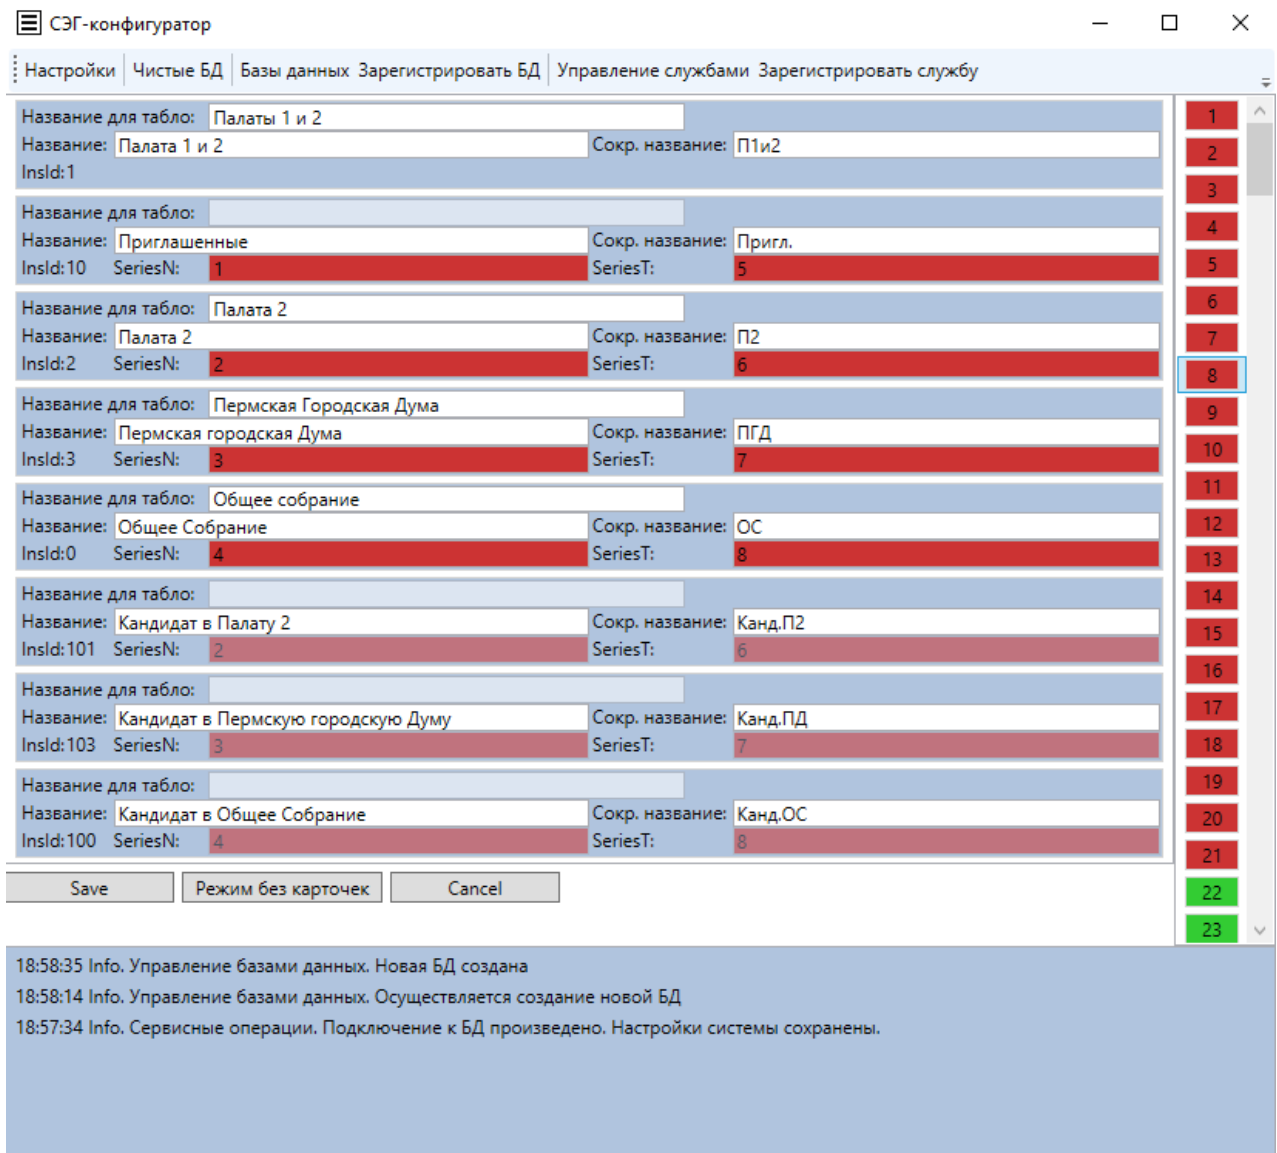 СЭГ-конфигуратор
Настройки Чистые БД Базы данных Зарегистрировать БД Управление службами Зарегистрировать службу
Название для табло: Палаты 1 и 2
Название: Палата 1 и 2 Сокр. название: П1и2
InsId:1
Название для табло:
Название: Приглашенные Сокр. название: Пригл.
InsId:10 SeriesN: 1 SeriesT: 5
Название для табло: Палата 2
Название: Палата 2 Сокр. название: П2
InsId:2 SeriesN: 2 SeriesT: 6
Название для табло: Пермская Городская Дума
Название: Пермская городская Дума Сокр. название: ПГД
InsId:3 SeriesN: 3 SeriesT: 7
Название для табло: Общее собрание
Название: Общее Собрание Сокр. название: ОС
InsId:0 SeriesN: 4 SeriesT: 8
Название для табло:
Название: Кандидат в Палату 2 Сокр. название: Канд.П2
InsId:101 SeriesN: 2 SeriesT: 6
Название для табло:
Название: Кандидат в Пермскую городскую Думу Сокр. название: Канд.ПД
InsId:103 SeriesN: 3 SeriesT: 7
Название для табло:
Название: Кандидат в Общее Собрание Сокр. название: Канд.ОС
InsId:100 SeriesN: 4 SeriesT: 8
Save Режим без карточек Cancel
1
2
3
4
5
6
7
8
9
10
11
12
13
14
15
16
17
18
19
20
21
22
23
18:58:35 Info. Управление базами данных. Новая БД создана
18:58:14 Info. Управление базами данных. Осуществляется создание новой БД
18:57:34 Info. Сервисные операции. Подключение к БД произведено. Настройки системы сохранены.